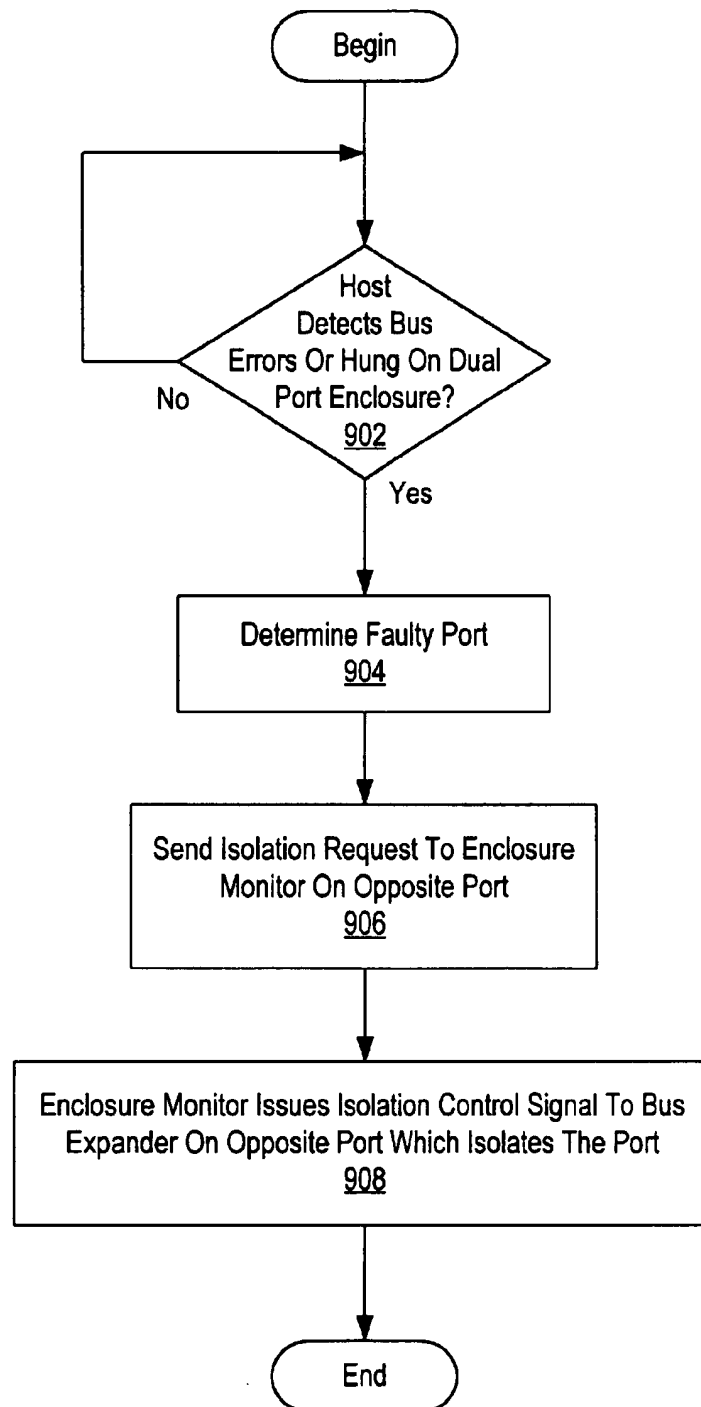 Begin
Host
Detects Bus
Errors Or Hung On Dual
Port Enclosure?
902
No
Yes
Determine Faulty Port
904
Send Isolation Request To Enclosure
Monitor On Opposite Port
906
Enclosure Monitor Issues Isolation Control Signal To Bus
Expander On Opposite Port Which Isolates The Port
908
End